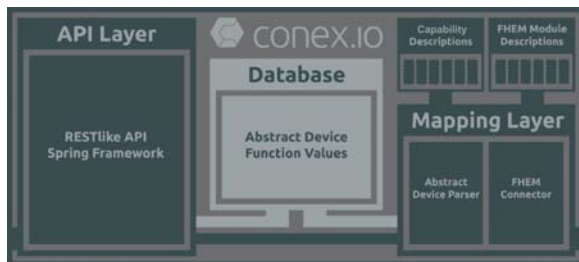 API Layer
RESTlike API
Spring Framework
conex.io
Database
Abstract Device
Function Values
Capability
Descriptions
FHEM Module
Descriptions
Mapping Layer
Abstract
Device Parser
FHEM
Connector